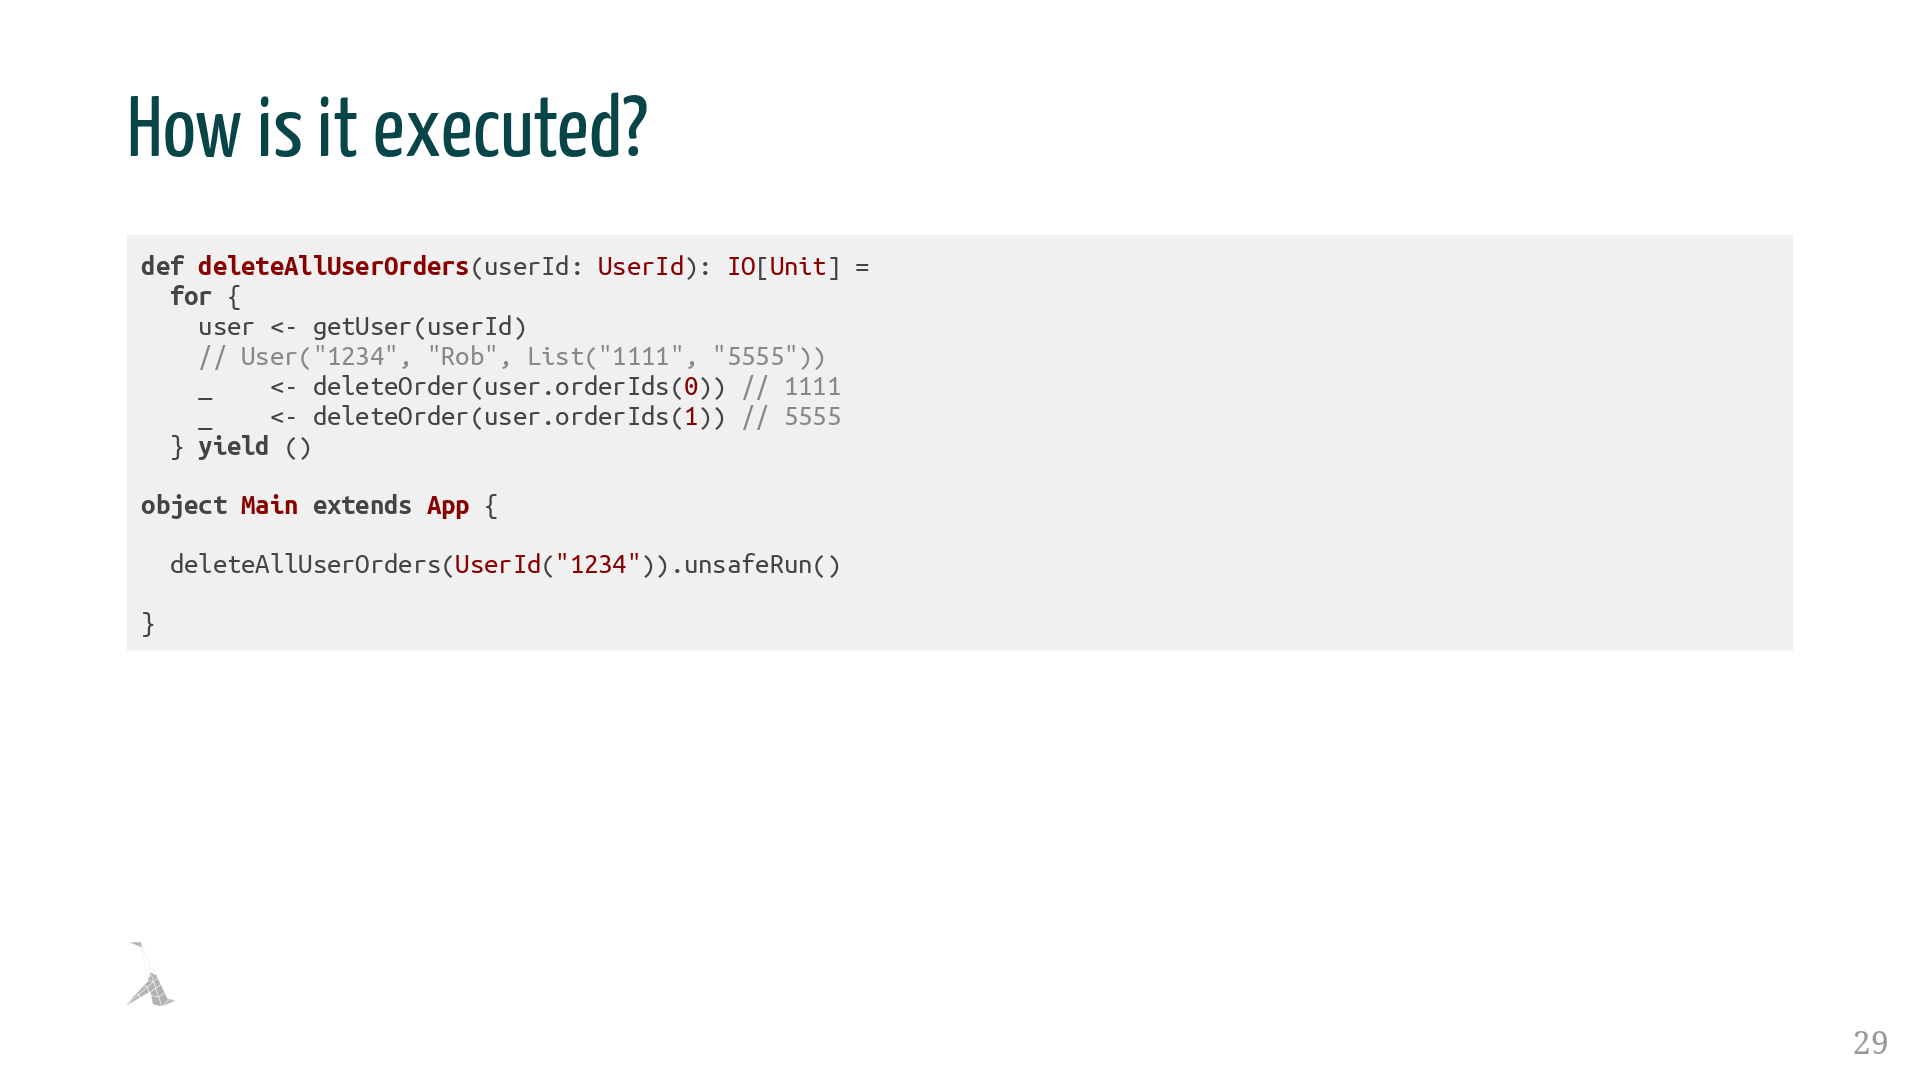 How is it executed?
def deleteAllUserOrders(userId: UserId): IO[Unit] =
  for {
    user <- getUser(userId)
    // User("1234", "Rob", List("1111", "5555"))
    _    <- deleteOrder(user.orderIds(0)) // 1111
    _    <- deleteOrder(user.orderIds(1)) // 5555
  } yield ()
object Main extends App {
  deleteAllUserOrders(UserId("1234")).unsafeRun()
}
29